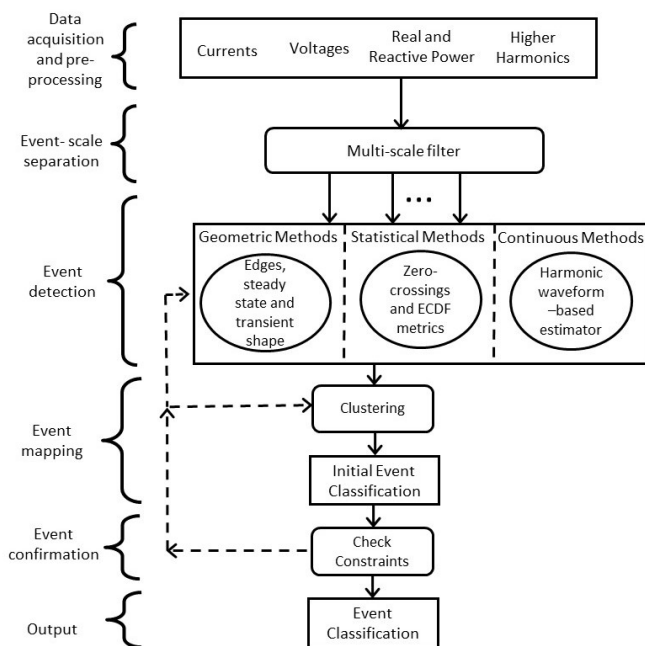 Data
acquisition
and pre-
processing
Currents
Voltages
Real and
Reactive Power
Higher
Harmonics
Event- scale
separation
Multi-scale filter
...
Event
detection
Geometric Methods
Statistical Methods
Continuous Methods
Edges,
steady
state and
transient
shape
Zero-
crossings
and ECDF
metrics
Harmonic
waveform
–based
estimator
Event
mapping
Clustering
Initial Event
Classification
Event
confirmation
Check
Constraints
Output
Event
Classification